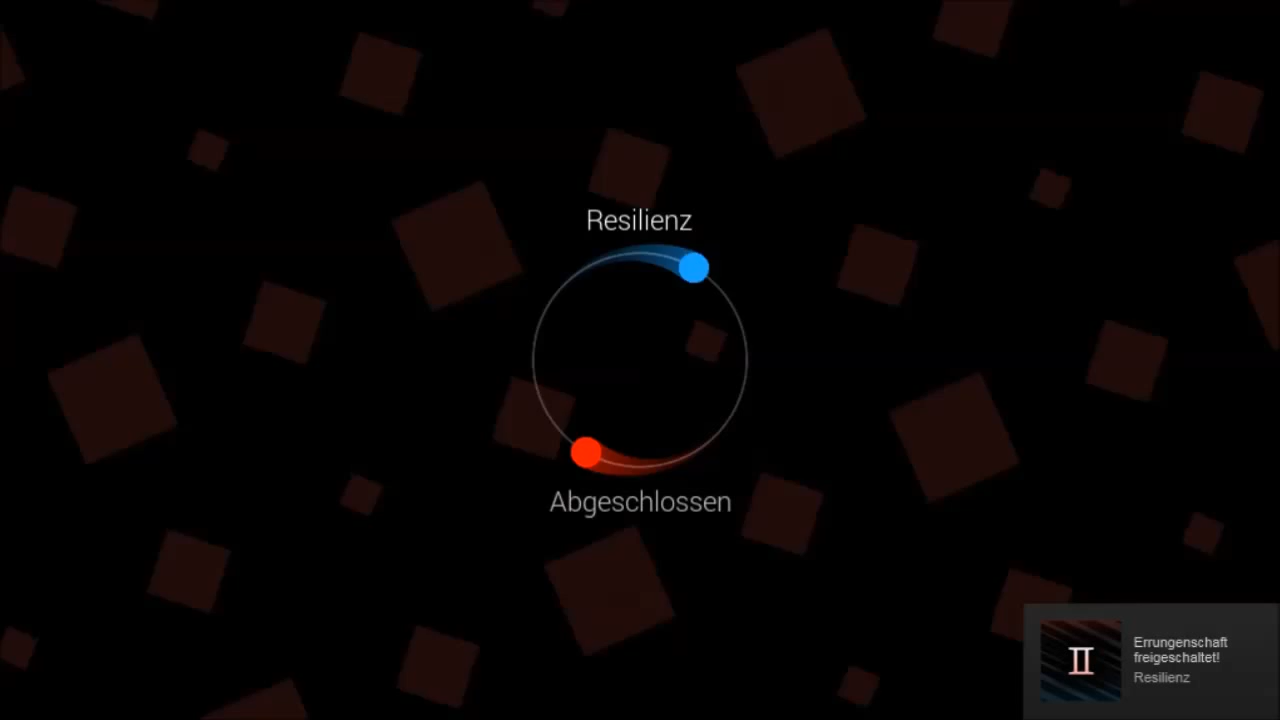 Resilienz
Abgeschlossen
II
Errungenschaft
freigeschaltet!
Resilienz